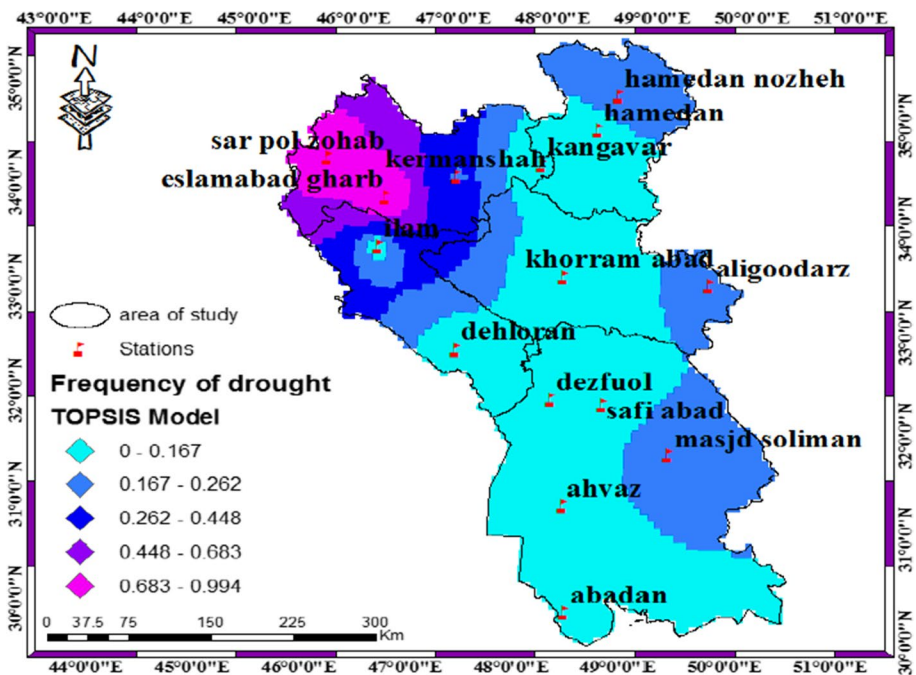 43°0'0"E 44°0'0"E 45°0'0"E 46°0'0"E 47°0'0"E 48°0'0"E 49°0'0"E 50°0'0"E 51°0'0"E
N
35°0'0"N
34°0'0"N
33°0'0"N
32°0'0"N
31°0'0"N
30°0'0"N
35°0'0"N
34°0'0"N
33°0'0"N
32°0'0"N
31°0'0"N
30°0'0"N
hamedan nozheh
hamedan
sar pol zohab
kangavar
kermanshah
eslamabad gharb
ilam
khorram abad
aligoodarz
dehloran
dezfuol
safi abad
masjd soliman
ahvaz
abadan
area of study
Stations
Frequency of drought
TOPSIS Model
0 - 0.167
0.167 - 0.262
0.262 - 0.448
0.448 - 0.683
0.683 - 0.994
0 37.5 75 150 225 300
Km
44°0'0"E 45°0'0"E 46°0'0"E 47°0'0"E 48°0'0"E 49°0'0"E 50°0'0"E